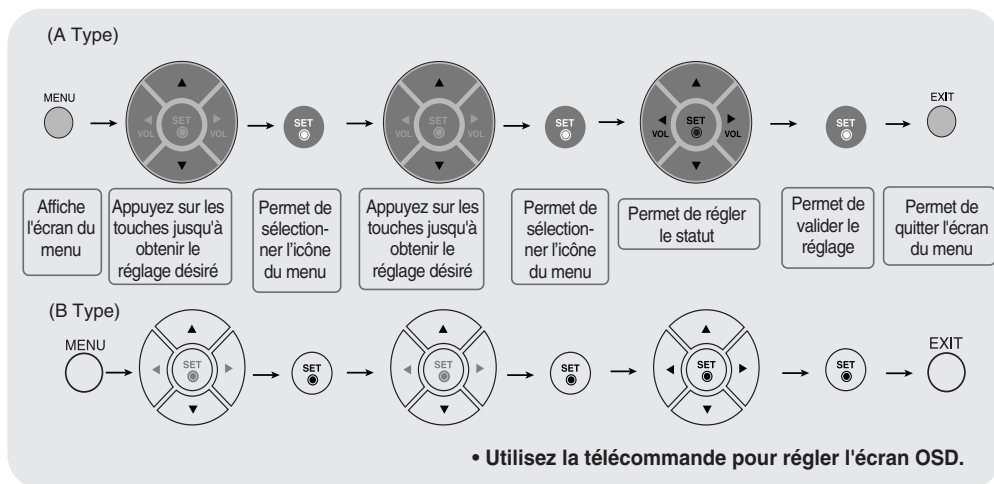 (A Type)
MENU
VOL
SET
VOL
SET
VOL
SET
VOL
SET
VOL
SET
VOL
SET
EXIT
Affiche
l'écran du
menu
Appuyez sur les
touches jusqu'à
obtenir le
réglage désiré
Permet de
sélection-
ner l'icône
du menu
Appuyez sur les
touches jusqu'à
obtenir le
réglage désiré
Permet de
sélection-
ner l'icône
du menu
Permet de régler
le statut
Permet de
valider le
réglage
Permet de
quitter l'écran
du menu
(B Type)
MENU
SET
SET
SET
SET
SET
SET
EXIT
• Utilisez la télécommande pour régler l'écran OSD.